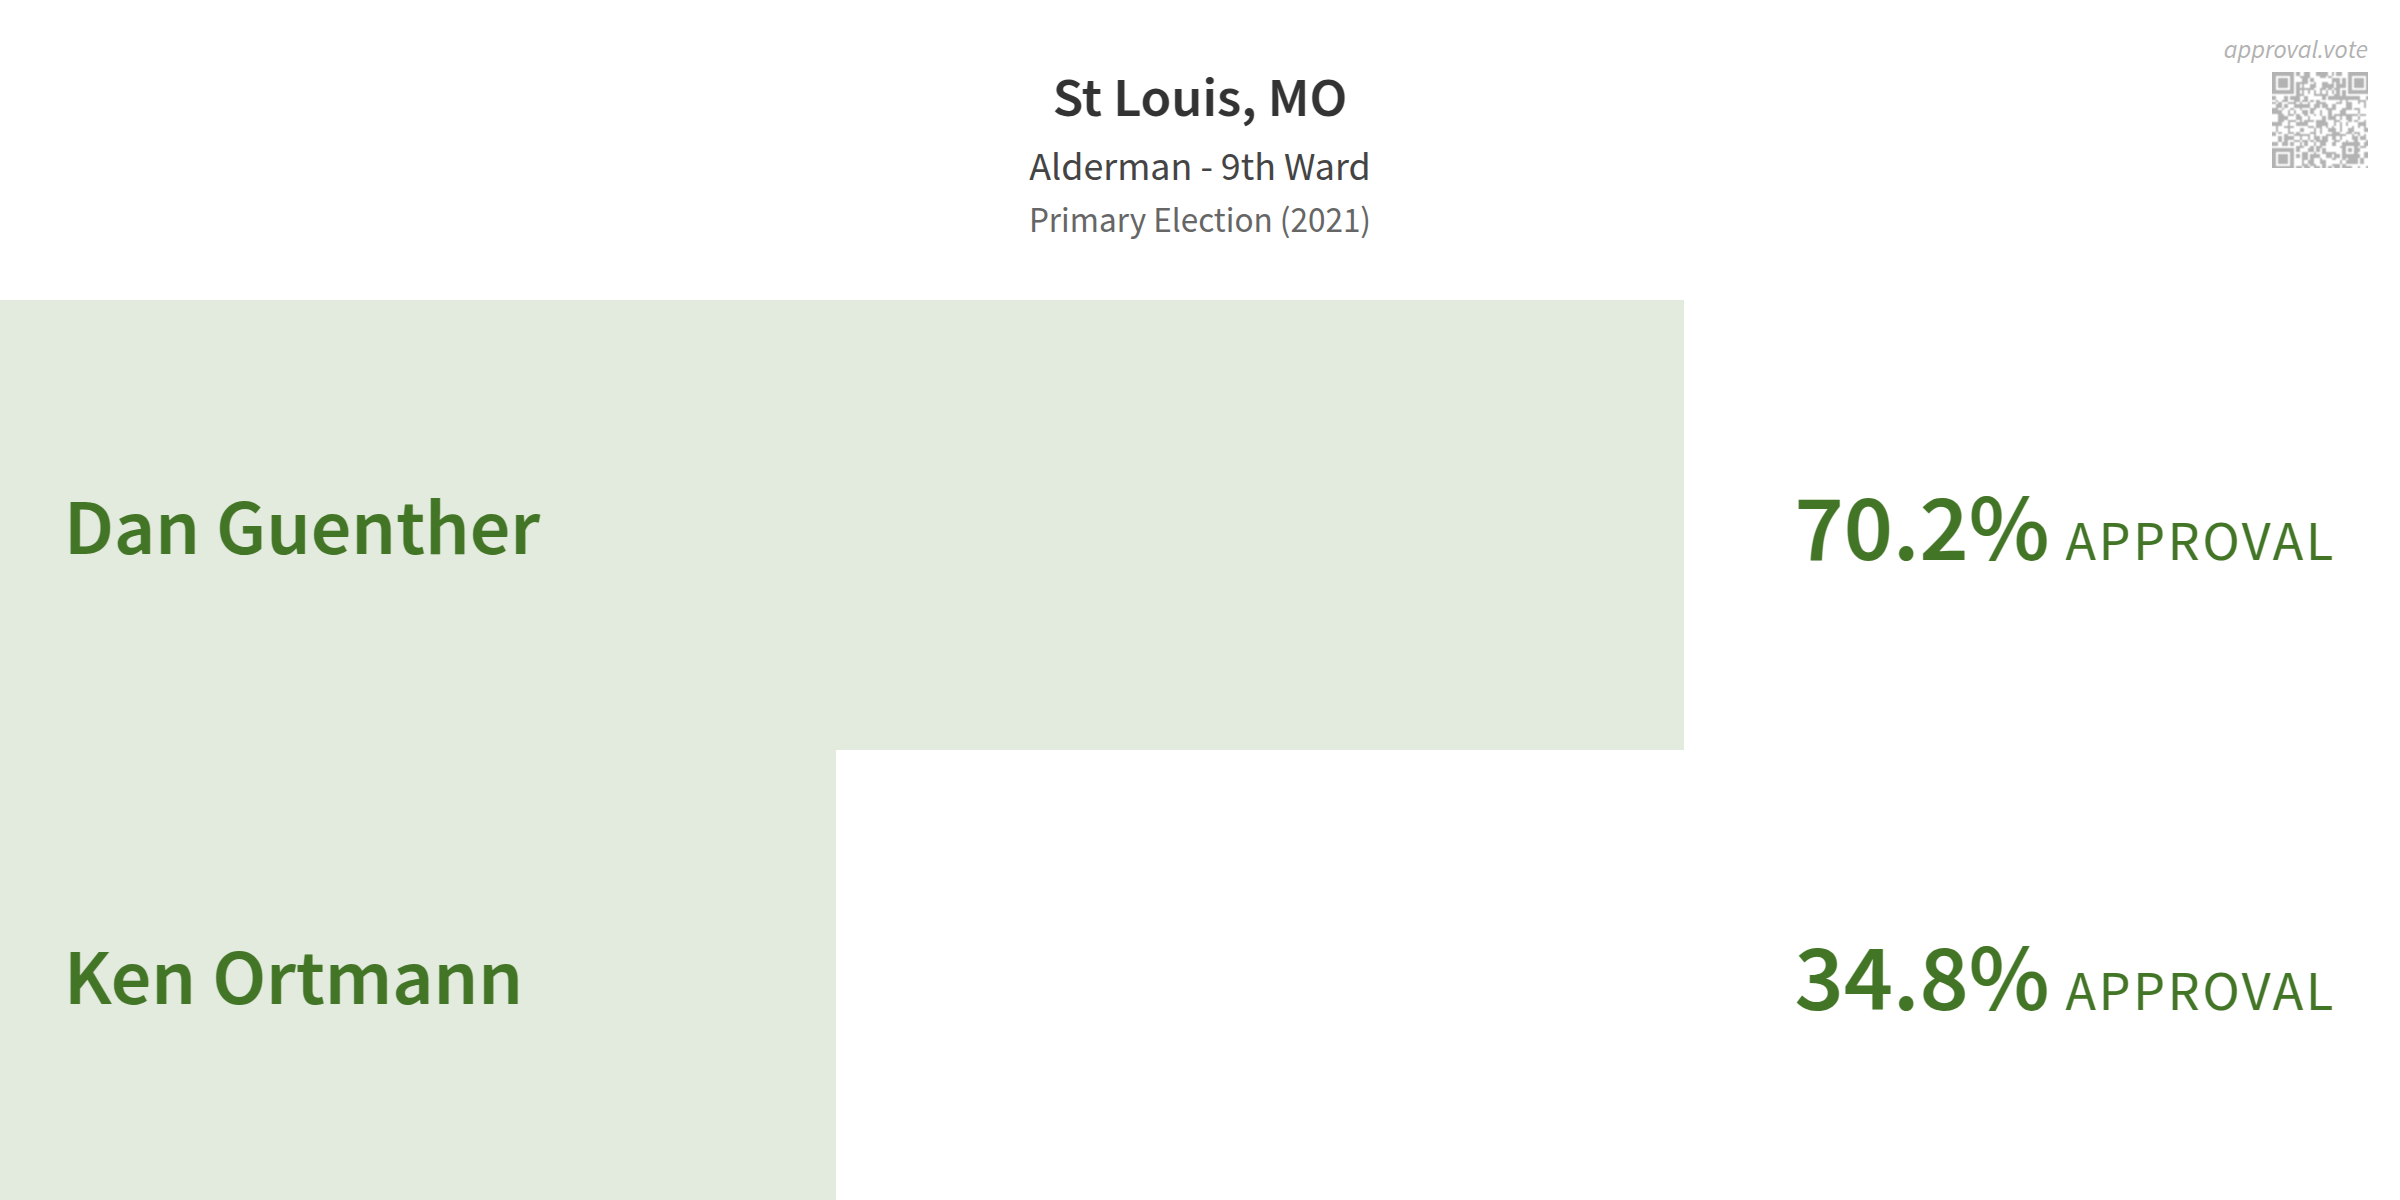 approval.vote
St Louis, MO
Alderman - 9th Ward
Primary Election (2021)
Dan Guenther 70.2% APPROVAL
Ken Ortmann 34.8% APPROVAL